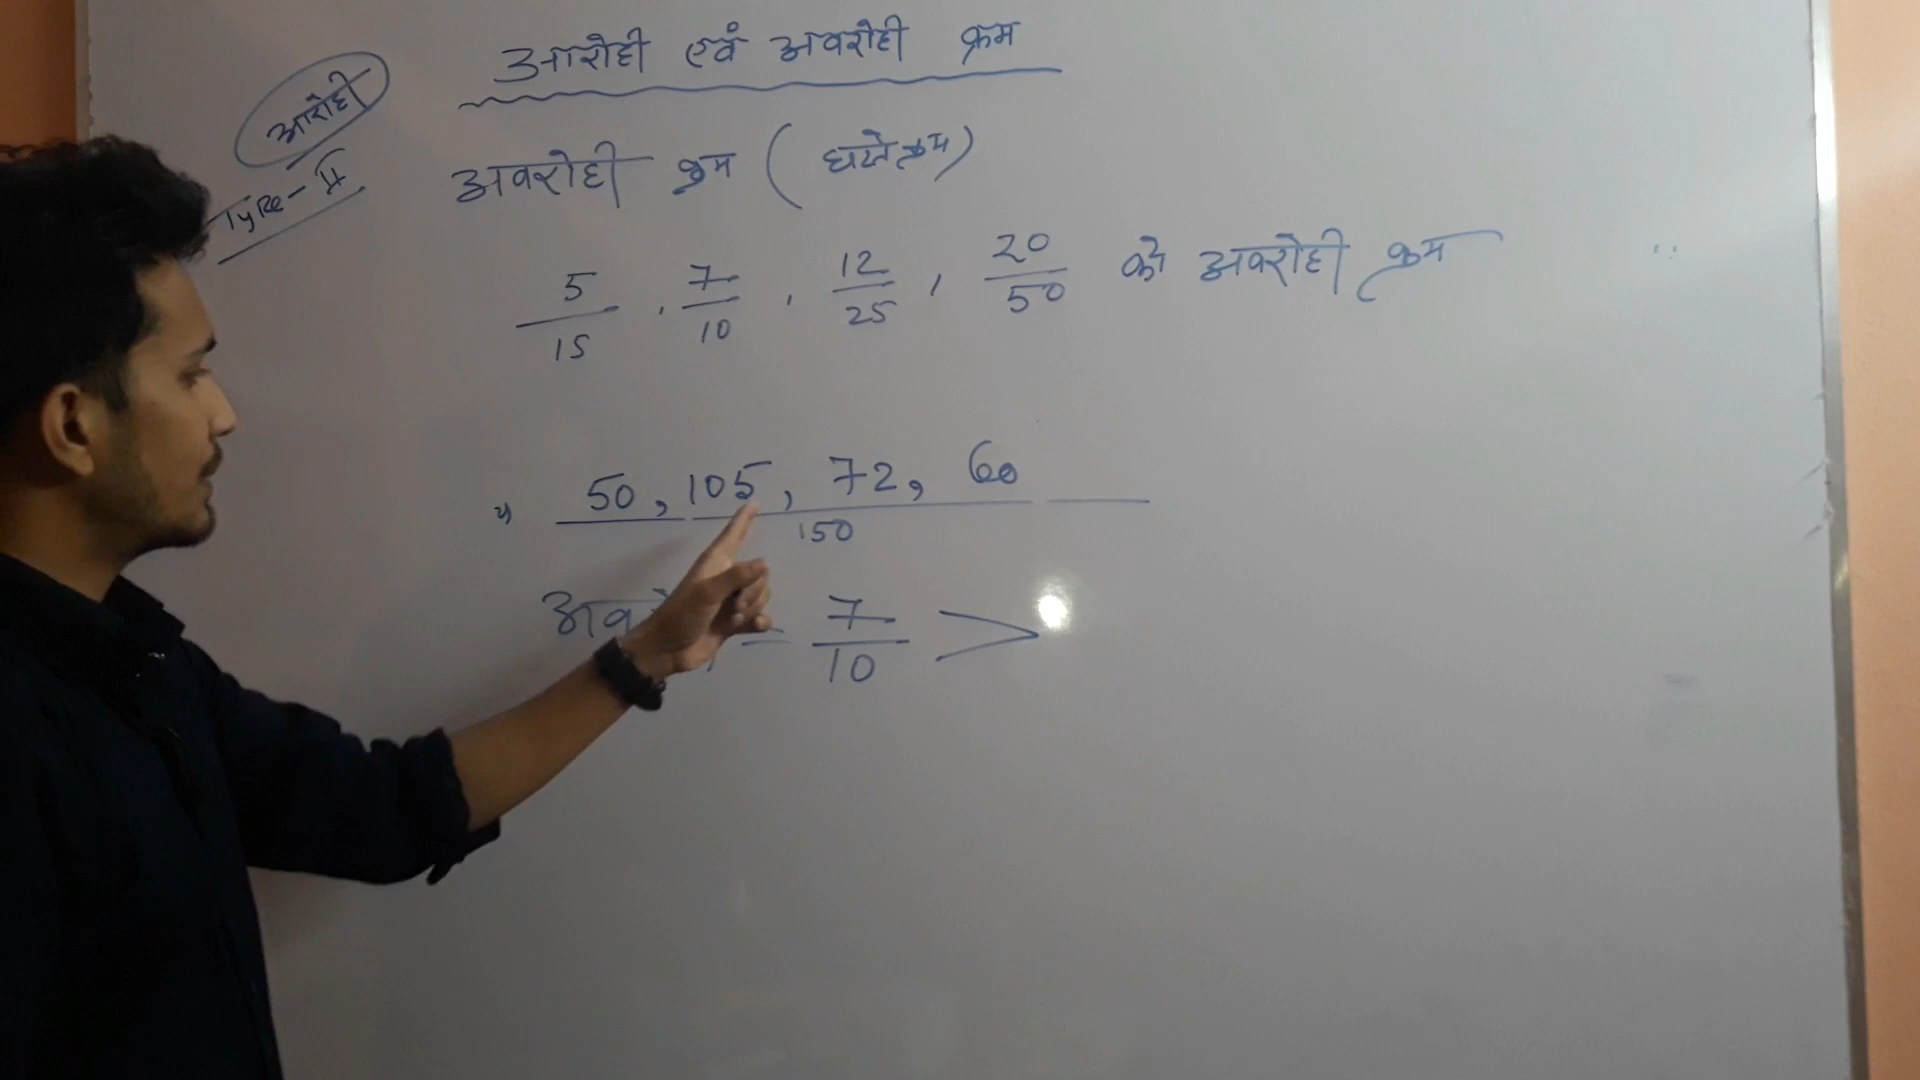 आरोही एवं अवरोही क्रम
आरोही
Type-II
अवरोही क्रम (घटते क्रम)
5/15, 7/10, 12/25, 20/50 को अवरोही क्रम
50, 105, 72, 60
150
= 7/10 >